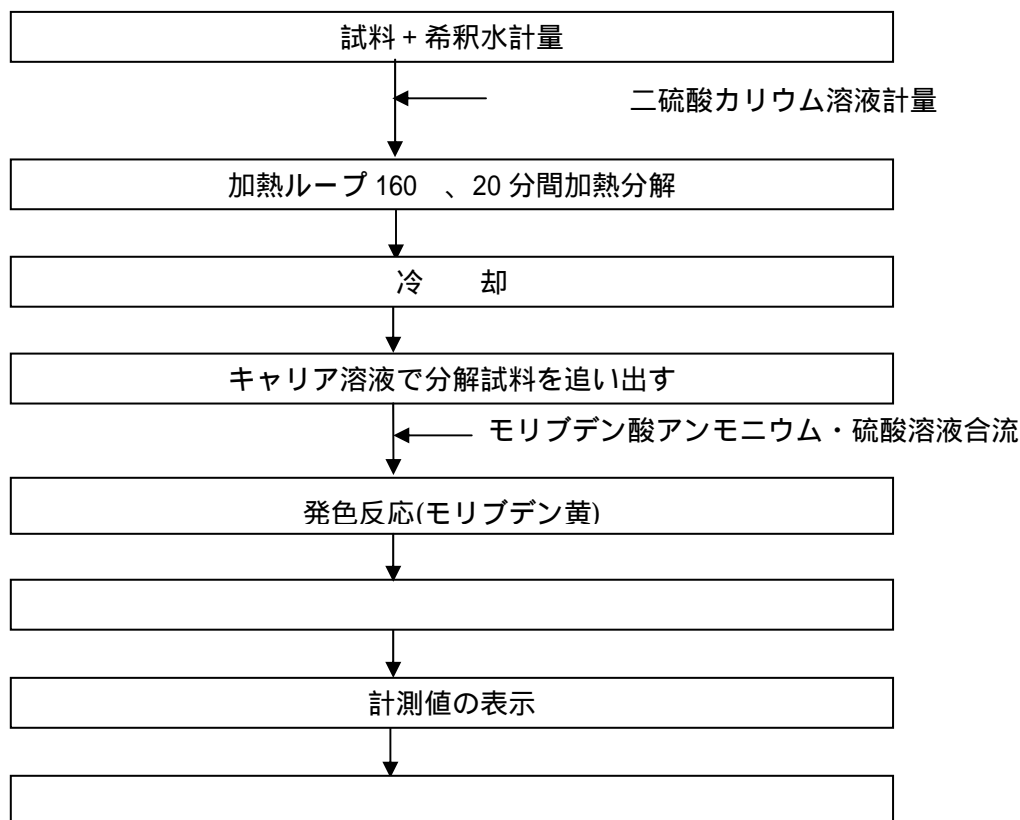 試料 + 希釈水計量
二硫酸カリウム溶液計量
加熱ループ 160 、20 分間加熱分解
冷 却
キャリア溶液で分解試料を追い出す
モリブデン酸アンモニウム・硫酸溶液合流
発色反応(モリブデン黄)
計測値の表示